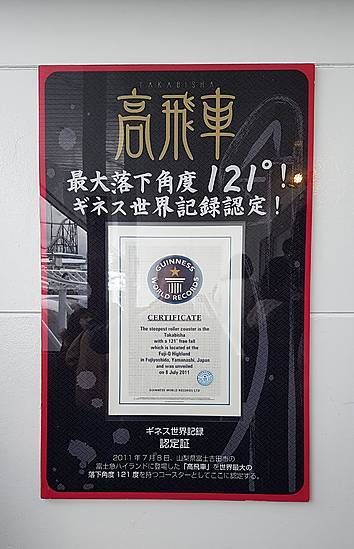 TAKABISHA
高飛車
最大落下角度121°!
ギネス世界記録認定!
GUINNESS
WORLD RECORDS
CERTIFICATE
The steepest roller coaster is the
Takabisha
with a 121° free fall
which is located at the
Fuji-Q Highland
in Fujiyoshida, Yamanashi, Japan
and was unveiled
on 8 July 2011
GUINNESS WORLD RECORDS LTD
ギネス世界記録
認定証
2011年7月8日、山梨県富士吉田市の
富士急ハイランドに登場した「高飛車」を世界最大の
落下角度121度を持つコースターとしてここに認定する。